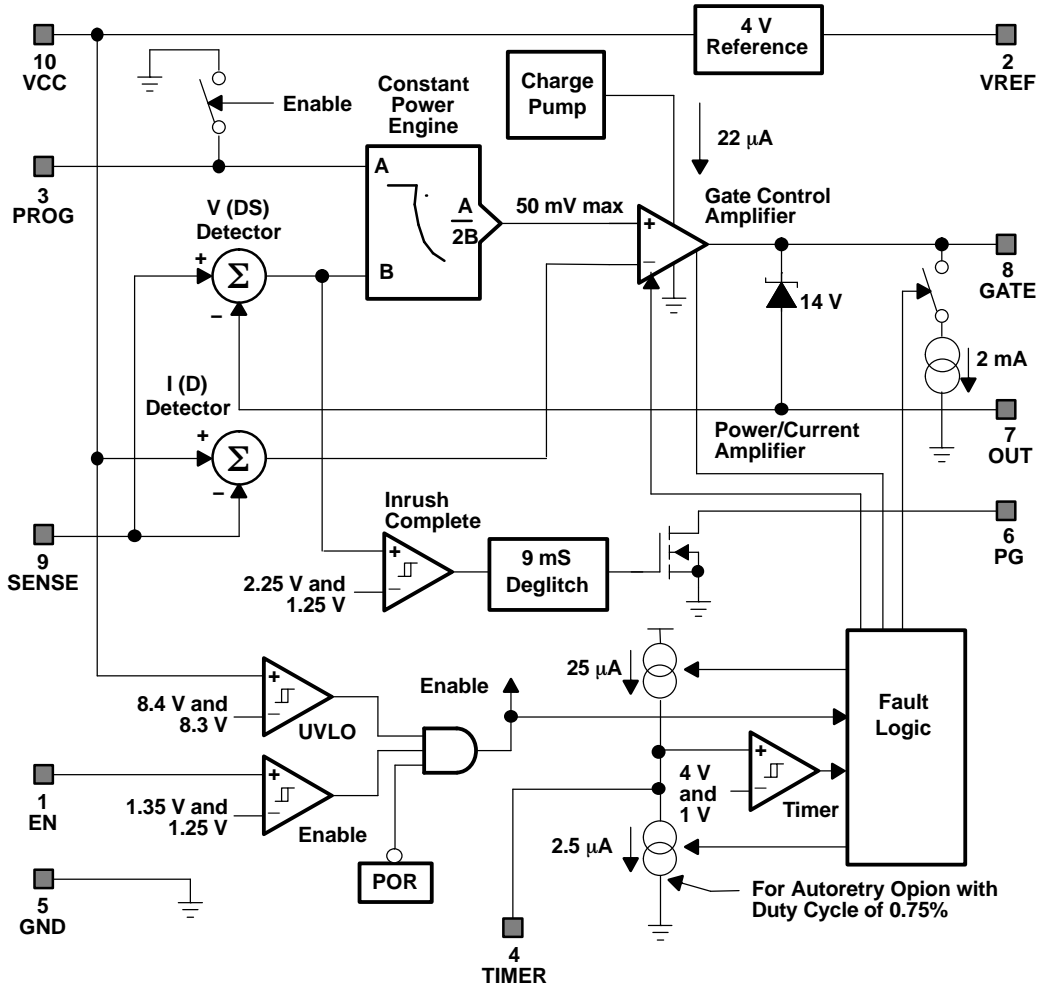 10
VCC
4 V
Reference
2
VREF
Enable
Constant
Power
Engine
Charge
Pump
22 μA
3
PROG
A
A
2B
B
50 mV max
Gate Control
Amplifier
V (DS)
Detector
+
Σ
−
+
−
8
GATE
14 V
2 mA
I (D)
Detector
+
Σ
−
Power/Current
Amplifier
7
OUT
9
SENSE
Inrush
Complete
+
−
2.25 V and
1.25 V
9 mS
Deglitch
6
PG
25 μA
Fault
Logic
8.4 V and
8.3 V
+
−
UVLO
Enable
1
EN
1.35 V and
1.25 V
+
−
Enable
POR
4 V
and
1 V
+
−
Timer
2.5 μA
For Autoretry Opion with
Duty Cycle of 0.75%
5
GND
4
TIMER